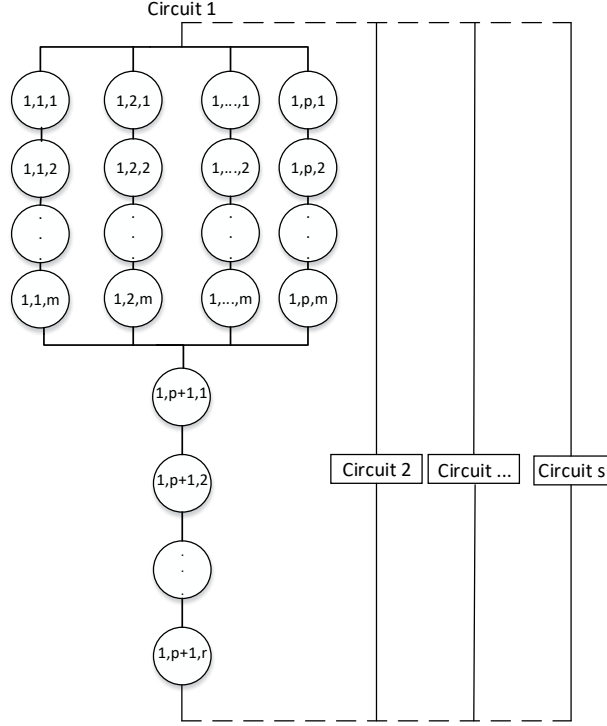 Circuit 1
1,1,1
1,2,1
1,...,1
1,p,1
1,1,2
1,2,2
1,...,2
1,p,2
.
.
.
.
.
.
.
.
.
.
.
.
1,1,m
1,2,m
1,...,m
1,p,m
1,p+1,1
1,p+1,2
Circuit 2
Circuit ...
Circuit s
.
.
.
1,p+1,r